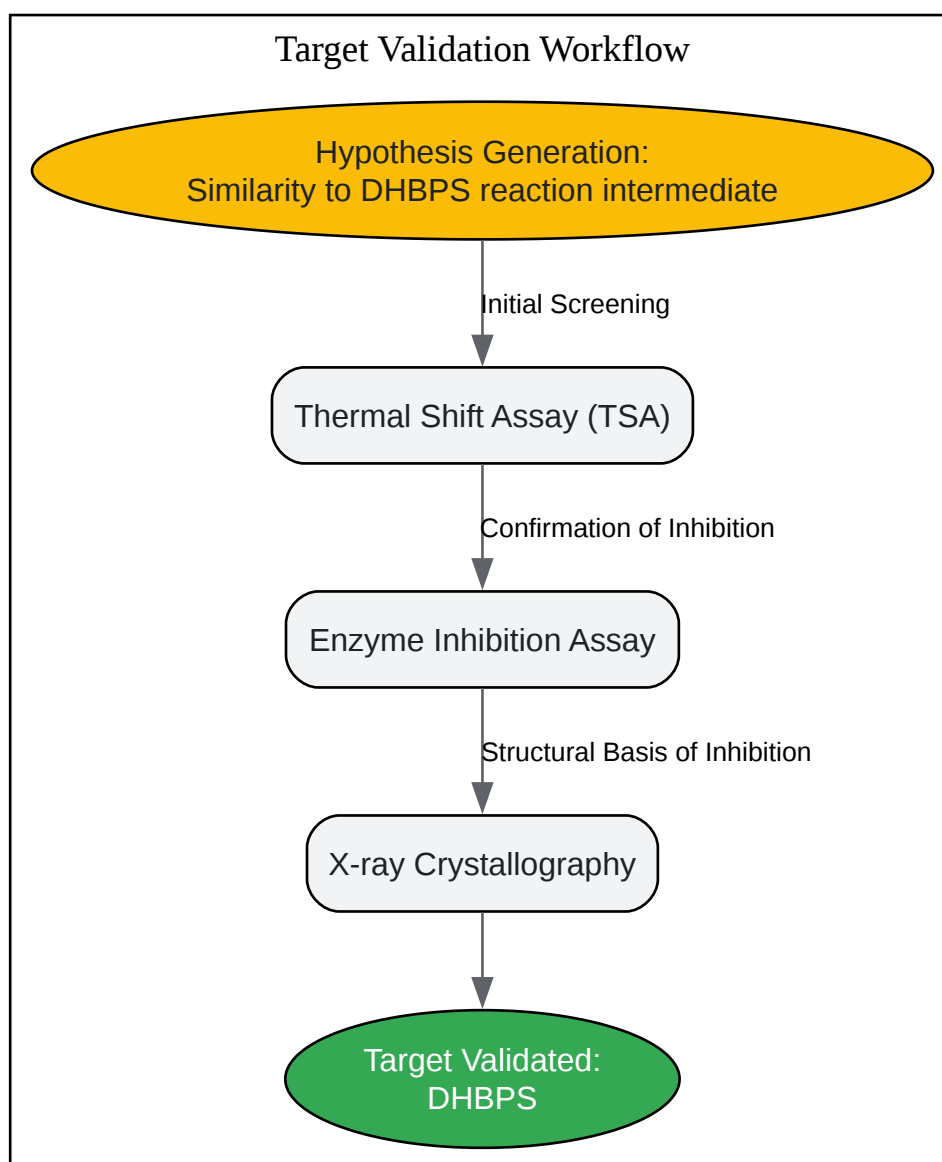 Target Validation Workflow
Hypothesis Generation:
Similarity to DHBPS reaction intermediate
Initial Screening
Thermal Shift Assay (TSA)
Confirmation of Inhibition
Enzyme Inhibition Assay
Structural Basis of Inhibition
X-ray Crystallography
Target Validated:
DHBPS